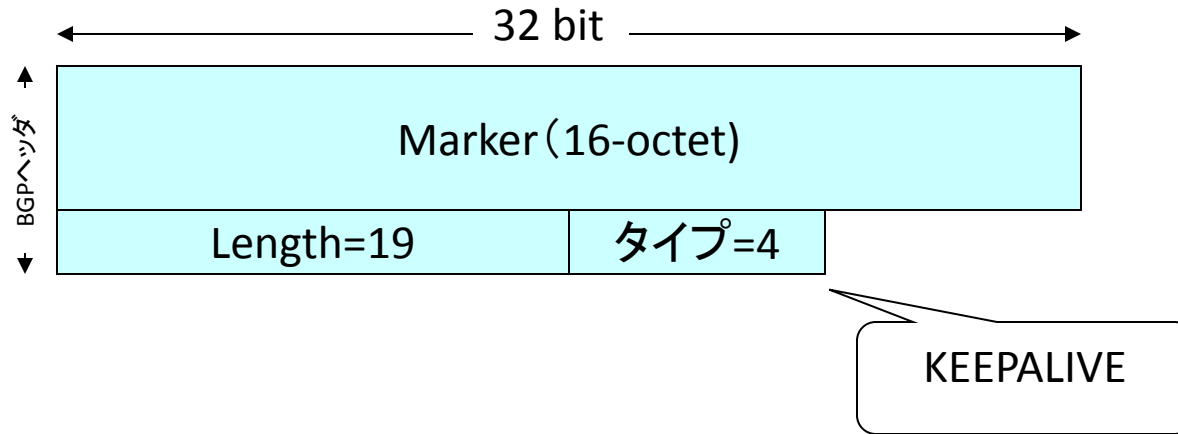 32 bit
BGPヘッダ
Marker（16-octet)
Length=19
タイプ=4
KEEPALIVE